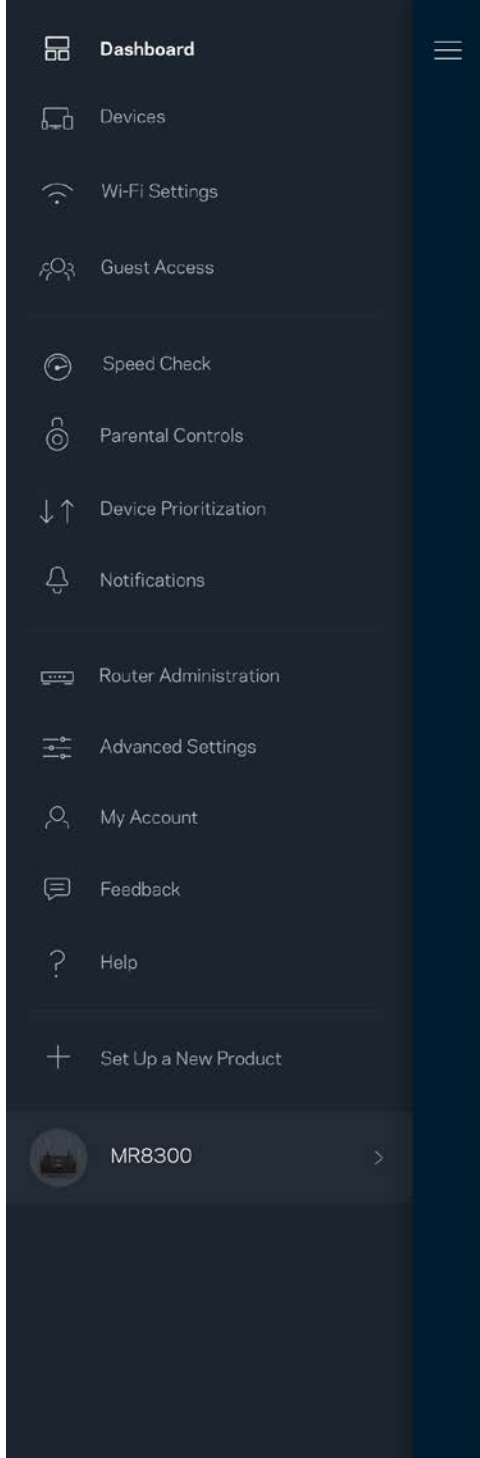 Dashboard
Devices
Wi-Fi Settings
Guest Access
Speed Check
Parental Controls
Device Prioritization
Notifications
Router Administration
Advanced Settings
My Account
Feedback
Help
Set Up a New Product
MR8300